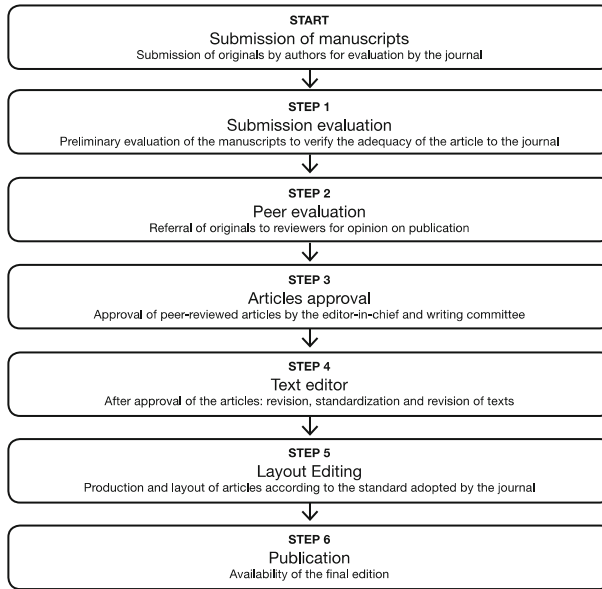 START
Submission of manuscripts
Submission of originals by authors for evaluation by the journal
STEP 1
Submission evaluation
Preliminary evaluation of the manuscripts to verify the adequacy of the article to the journal
STEP 2
Peer evaluation
Referral of originals to reviewers for opinion on publication
STEP 3
Articles approval
Approval of peer-reviewed articles by the editor-in-chief and writing committee
STEP 4
Text editor
After approval of the articles: revision, standardization and revision of texts
STEP 5
Layout Editing
Production and layout of articles according to the standard adopted by the journal
STEP 6
Publication
Availability of the final edition